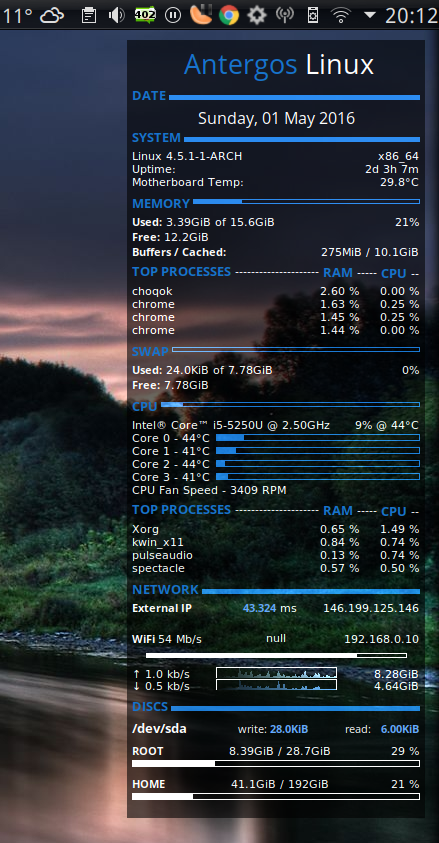 11° 402 20:12
Antergos Linux
DATE
Sunday, 01 May 2016
SYSTEM
Linux 4.5.1-1-ARCH x86_64
Uptime: 2d 3h 7m
Motherboard Temp: 29.8°C
MEMORY
Used: 3.39GiB of 15.6GiB 21%
Free: 12.2GiB
Buffers / Cached: 275MiB / 10.1GiB
TOP PROCESSES --------------------- RAM ----- CPU --
choqok 2.60 % 0.00 %
chrome 1.63 % 0.25 %
chrome 1.45 % 0.25 %
chrome 1.44 % 0.00 %
SWAP
Used: 24.0KiB of 7.78GiB 0%
Free: 7.78GiB
CPU
Intel® Core™ i5-5250U @ 2.50GHz 9% @ 44°C
Core 0 - 44°C
Core 1 - 41°C
Core 2 - 44°C
Core 3 - 41°C
CPU Fan Speed - 3409 RPM
TOP PROCESSES --------------------- RAM ----- CPU --
Xorg 0.65 % 1.49 %
kwin_x11 0.84 % 0.74 %
pulseaudio 0.13 % 0.74 %
spectacle 0.57 % 0.50 %
NETWORK
External IP 43.324 ms 146.199.125.146
WiFi 54 Mb/s null 192.168.0.10
↑ 1.0 kb/s 8.28GiB
↓ 0.5 kb/s 4.64GiB
DISCS
/dev/sda write: 28.0KiB read: 6.00KiB
ROOT 8.39GiB / 28.7GiB 29 %
HOME 41.1GiB / 192GiB 21 %